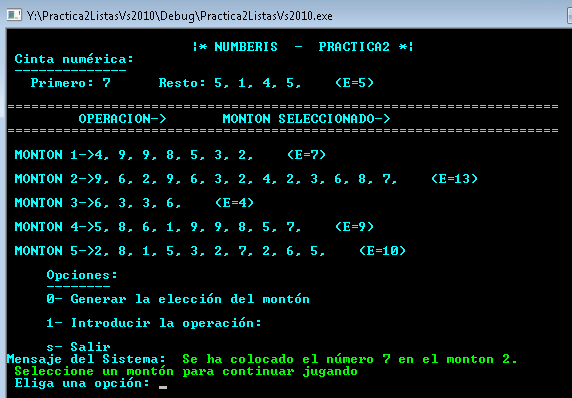 Y:\Practica2ListasVs2010\Debug\Practica2ListasVs2010.exe
¦* NUMBERIS - PRACTICA2 *¦
Cinta numérica:
--------------
Primero: 7 Resto: 5, 1, 4, 5, (E=5)
=====================================================================
OPERACION-> MONTON SELECCIONADO->
=====================================================================
MONTON 1->4, 9, 9, 8, 5, 3, 2, (E=7)
MONTON 2->9, 6, 2, 9, 6, 3, 2, 4, 2, 3, 6, 8, 7, (E=13)
MONTON 3->6, 3, 3, 6, (E=4)
MONTON 4->5, 8, 6, 1, 9, 9, 8, 5, 7, (E=9)
MONTON 5->2, 8, 1, 5, 3, 2, 7, 2, 6, 5, (E=10)
Opciones:
--------
0- Generar la elección del montón
1- Introducir la operación:
s- Salir
Mensaje del Sistema: Se ha colocado el número 7 en el monton 2.
Seleccione un montón para continuar jugando
Eliga una opción: _